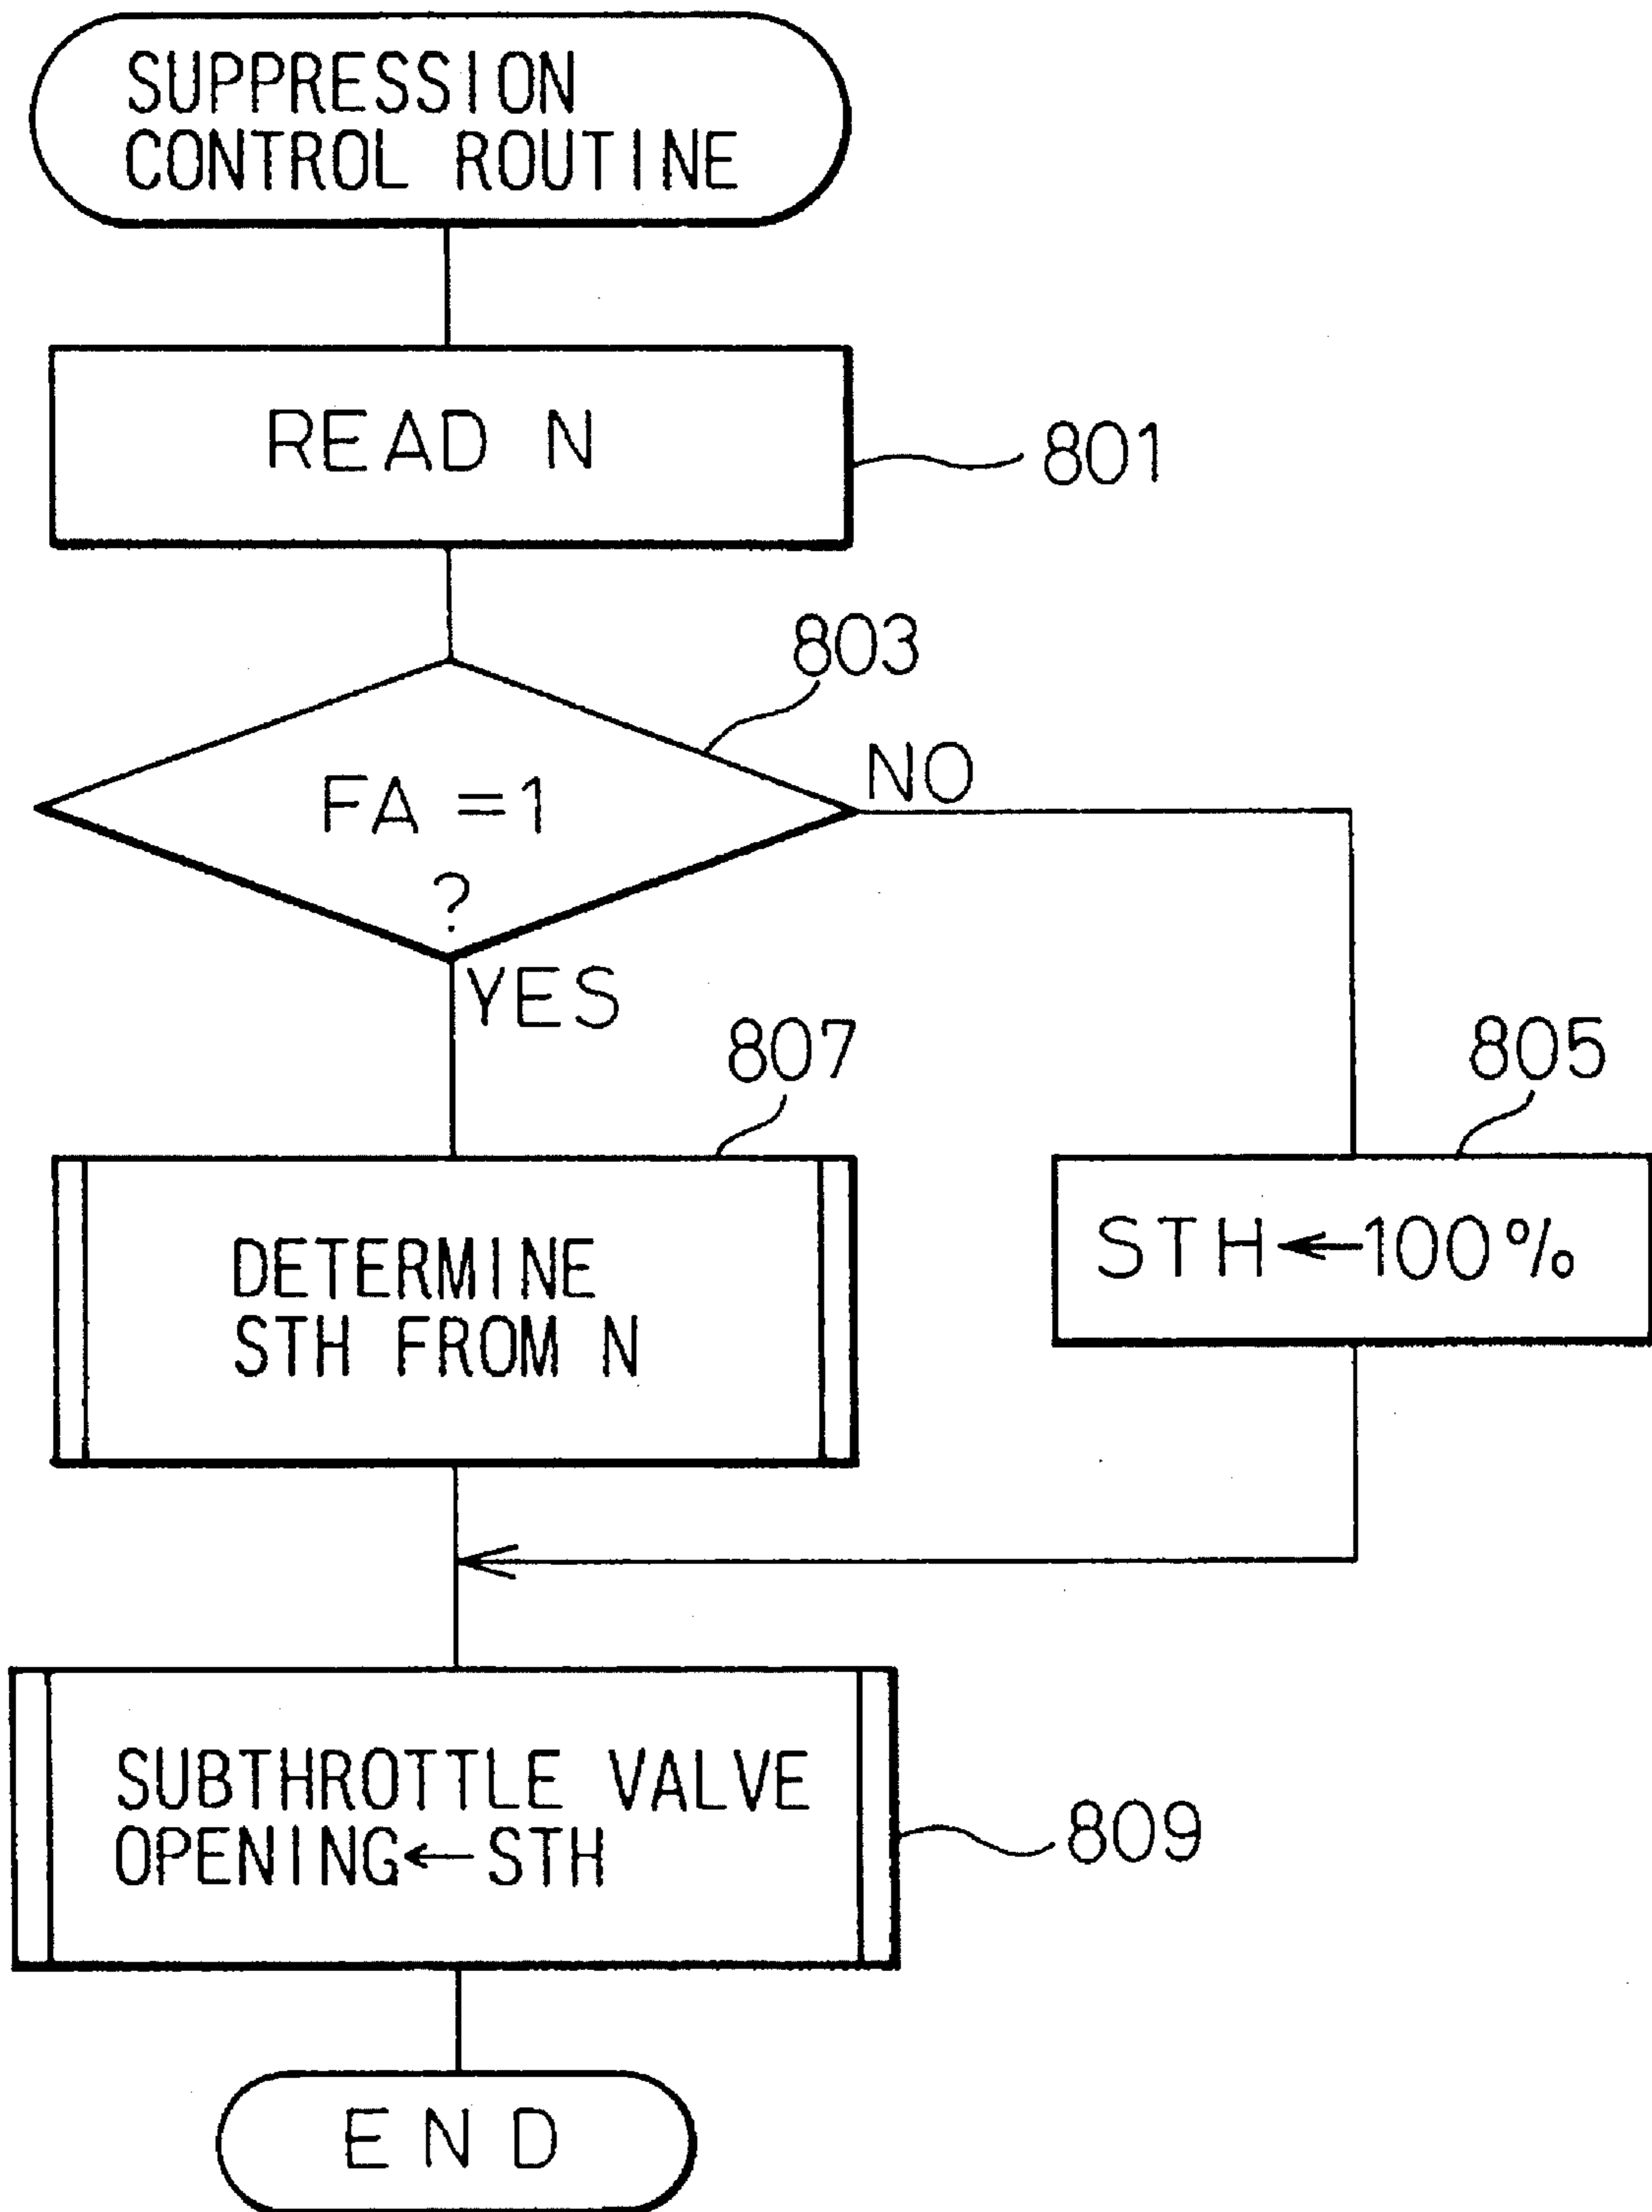 SUPPRESSION
CONTROL ROUTINE
READ N
801
803
FA =1
?
NO
YES
807
805
DETERMINE
STH FROM N
STH←100%
SUBTHROTTLE VALVE
OPENING←STH
809
END